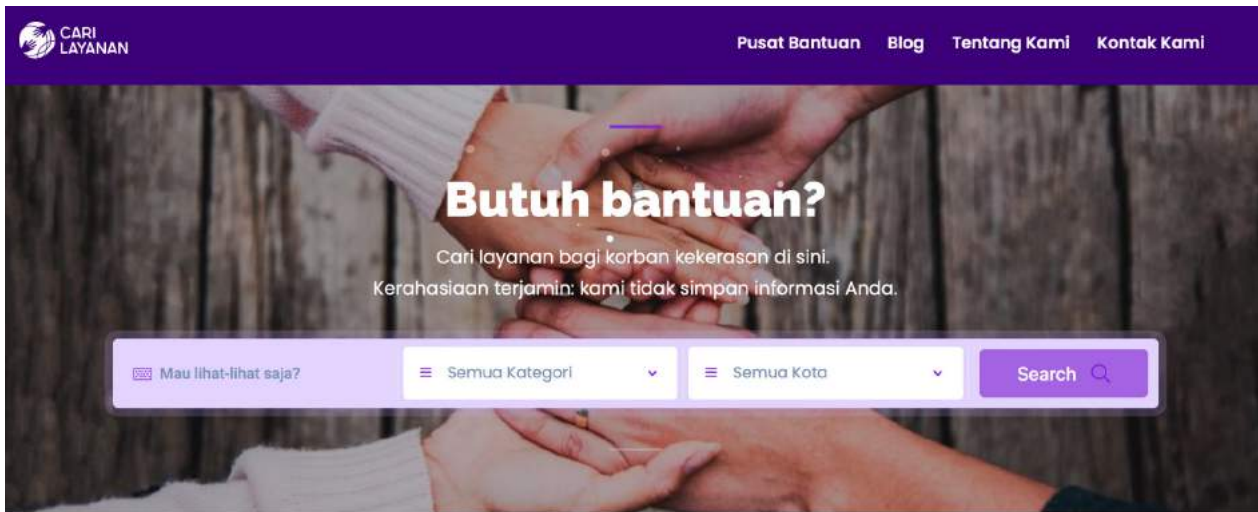 CARI
LAYANAN
Pusat Bantuan Blog Tentang Kami Kontak Kami
Butuh bantuan?
Cari layanan bagi korban kekerasan di sini.
Kerahasiaan terjamin: kami tidak simpan informasi Anda.
Mau lihat-lihat saja? Semua Kategori Semua Kota Search